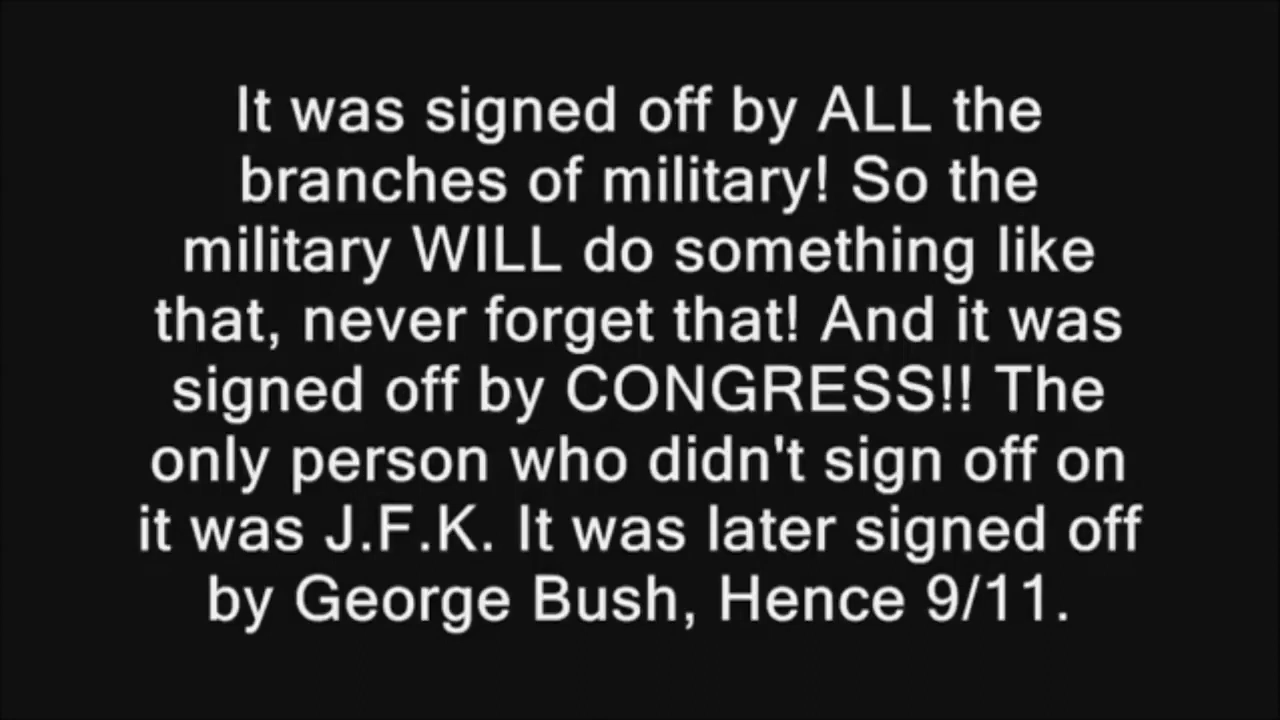 It was signed off by ALL the
branches of military! So the
military WILL do something like
that, never forget that! And it was
signed off by CONGRESS!! The
only person who didn't sign off on
it was J.F.K. It was later signed off
by George Bush, Hence 9/11.